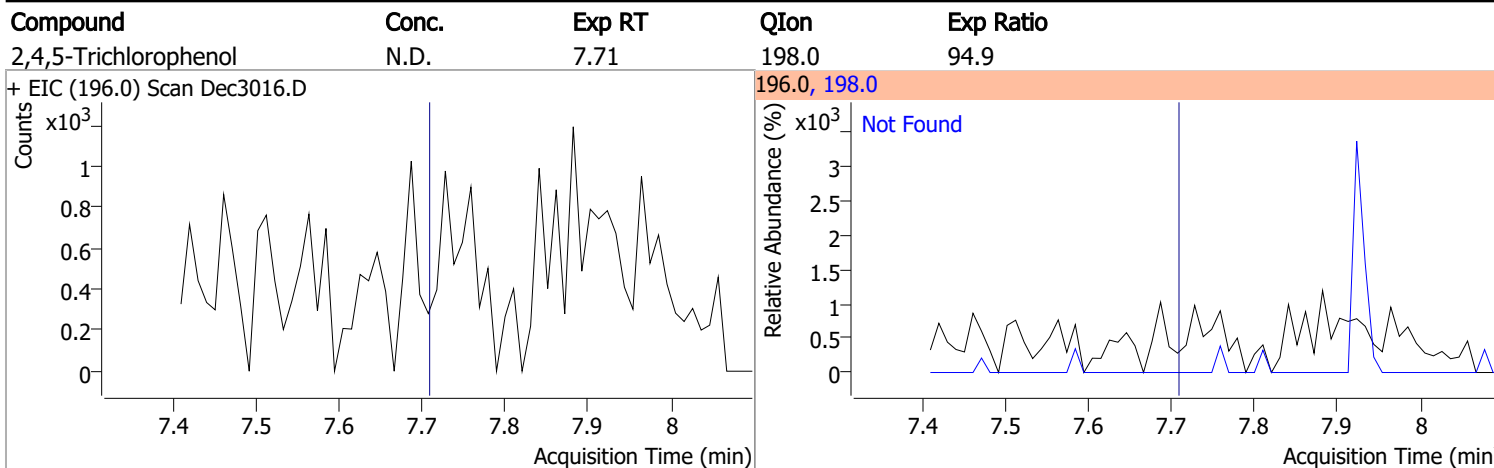 Compound Conc. Exp RT QIon Exp Ratio
2,4,5-Trichlorophenol N.D. 7.71 198.0 94.9
+ EIC (196.0) Scan Dec3016.D
Counts
x10³
1
0.8
0.6
0.4
0.2
0
7.4 7.5 7.6 7.7 7.8 7.9 8
Acquisition Time (min)
196.0, 198.0
Relative Abundance (%)
x10³
Not Found
3
2.5
2
1.5
1
0.5
0
7.4 7.5 7.6 7.7 7.8 7.9 8
Acquisition Time (min